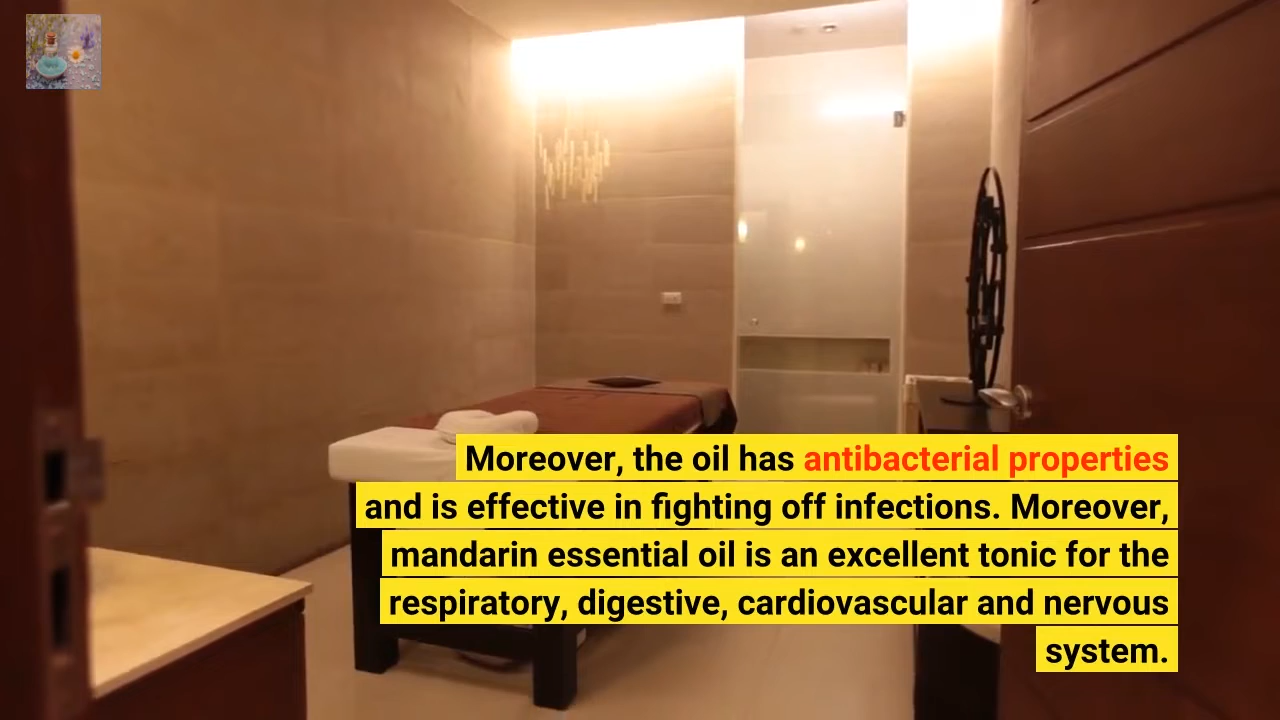 Moreover, the oil has antibacterial properties
and is effective in fighting off infections. Moreover,
mandarin essential oil is an excellent tonic for the
respiratory, digestive, cardiovascular and nervous
system.